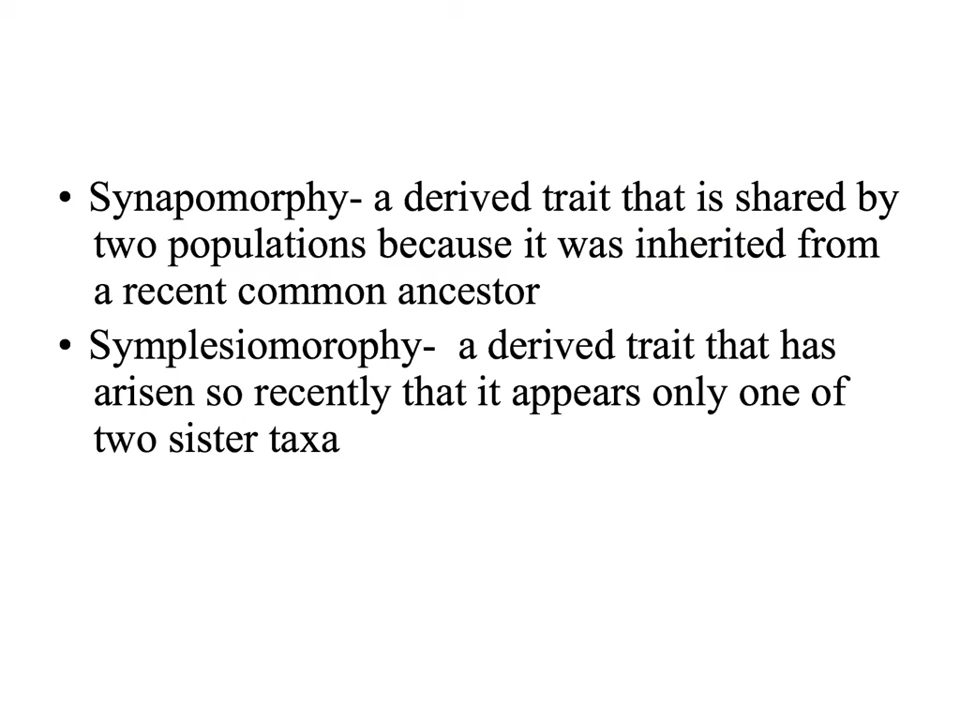 • Synapomorphy- a derived trait that is shared by
two populations because it was inherited from
a recent common ancestor
• Symplesiomorophy- a derived trait that has
arisen so recently that it appears only one of
two sister taxa